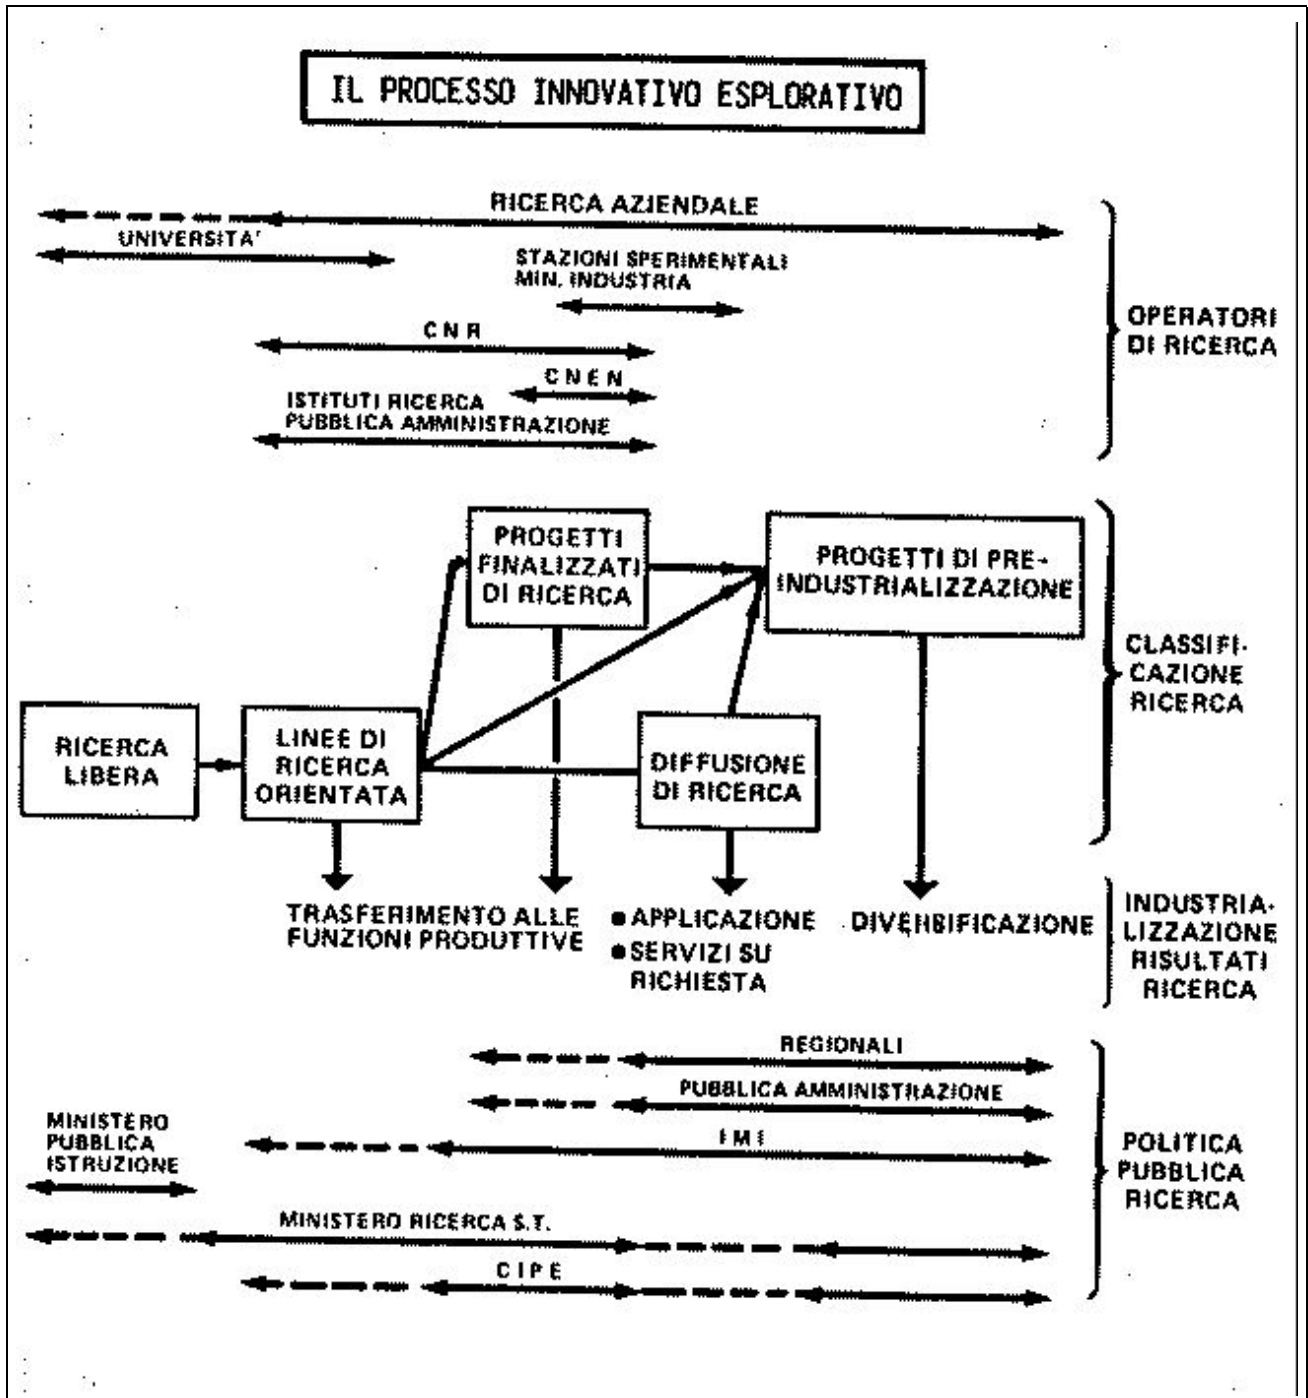 IL PROCESSO INNOVATIVO ESPLORATIVO
RICERCA AZIENDALE
UNIVERSITA'
STAZIONI SPERIMENTALI
MIN. INDUSTRIA
CNR
CNEN
ISTITUTI RICERCA
PUBBLICA AMMINISTRAZIONE
OPERATORI
DI RICERCA
PROGETTI
FINALIZZATI
DI RICERCA
PROGETTI DI PRE-
INDUSTRIALIZZAZIONE
RICERCA
LIBERA
LINEE DI
RICERCA
ORIENTATA
DIFFUSIONE
DI RICERCA
CLASSIFI-
CAZIONE
RICERCA
TRASFERIMENTO ALLE
FUNZIONI PRODUTTIVE
● APPLICAZIONE
● SERVIZI SU
RICHIESTA
DIVERSIFICAZIONE
INDUSTRIA-
LIZZAZIONE
RISULTATI
RICERCA
REGIONALI
PUBBLICA AMMINISTRAZIONE
IMI
MINISTERO
PUBBLICA
ISTRUZIONE
MINISTERO RICERCA S.T.
CIPE
POLITICA
PUBBLICA
RICERCA